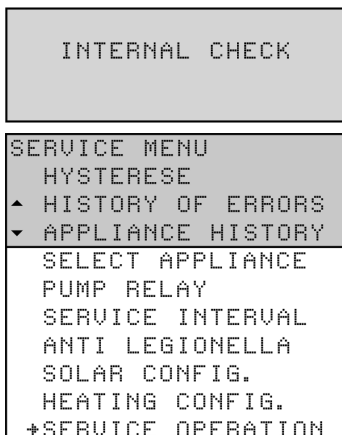 INTERNAL CHECK
SERVICE MENU
HYSTERESE
HISTORY OF ERRORS
APPLIANCE HISTORY
SELECT APPLIANCE
PUMP RELAY
SERVICE INTERVAL
ANTI LEGIONELLA
SOLAR CONFIG.
HEATING CONFIG.
SERVICE OPERATION